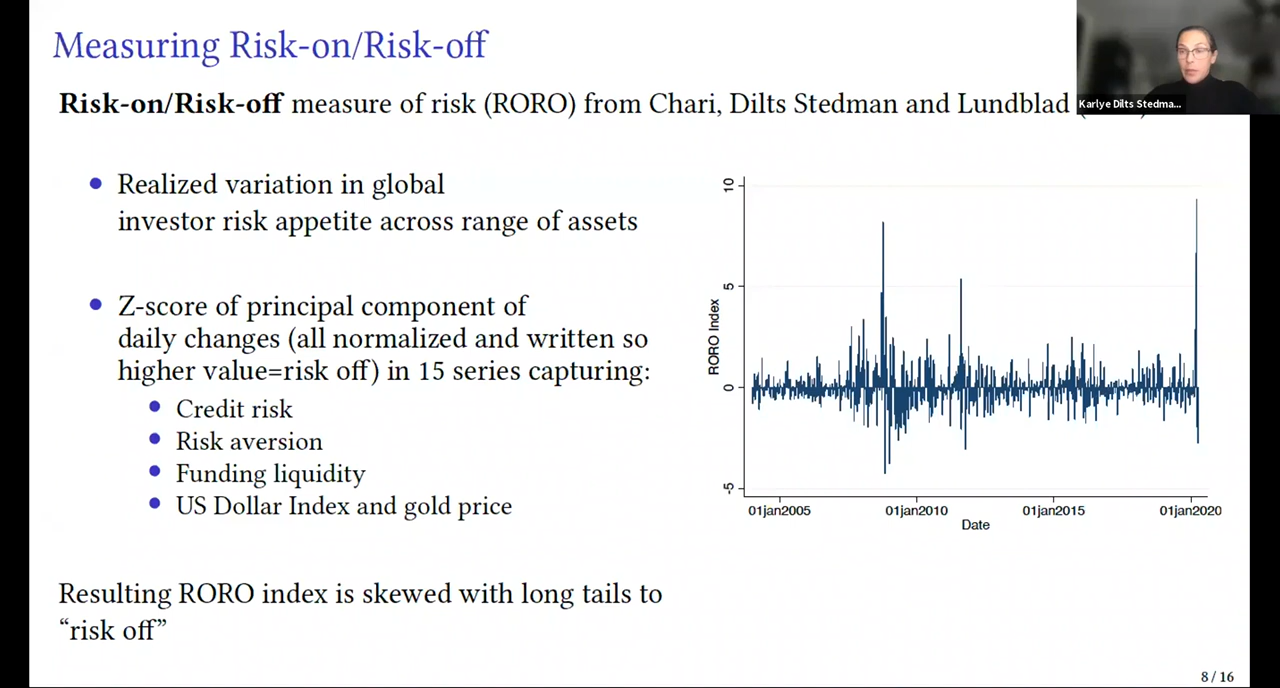 Measuring Risk-on/Risk-off
Risk-on/Risk-off measure of risk (RORO) from Chari, Dilts Stedman and Lundblad
Karlye Dilts Stedma...
Realized variation in global
investor risk appetite across range of assets
Z-score of principal component of
daily changes (all normalized and written so
higher value=risk off) in 15 series capturing:
Credit risk
Risk aversion
Funding liquidity
US Dollar Index and gold price
10
5
0
-5
RORO Index
01jan2005 01jan2010 01jan2015 01jan2020
Date
Resulting RORO index is skewed with long tails to
“risk off”
8 / 16